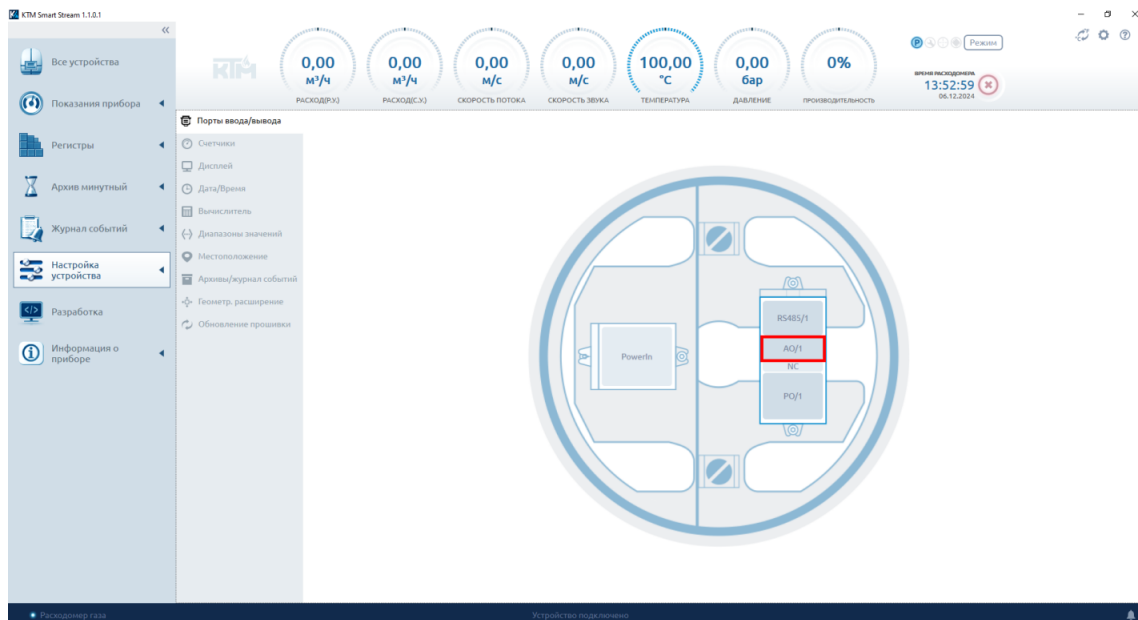 KTM Smart Stream 1.1.0.1
Все устройства
Показания прибора
Регистры
Архив минутный
Журнал событий
Настройка
устройства
Разработка
Информация о
приборе
КТМ
0,00
м³/ч
РАСХОД(Р.У.)
0,00
м³/ч
РАСХОД(С.У.)
0,00
м/с
СКОРОСТЬ ПОТОКА
0,00
м/с
СКОРОСТЬ ЗВУКА
100,00
°C
ТЕМПЕРАТУРА
0,00
бар
ДАВЛЕНИЕ
0%
ПРОИЗВОДИТЕЛЬНОСТЬ
P
Режим
ВРЕМЯ РАСХОДОМЕРА
13:52:59
06.12.2024
Порты ввода/вывода
Счетчики
Дисплей
Дата/Время
Вычислитель
Диапазоны значений
Местоположение
Архивы/журнал событий
Геометр. расширение
Обновление прошивки
PowerIn
RS485/1
AO/1
NC
PO/1
Расходомер газа
Устройство подключено